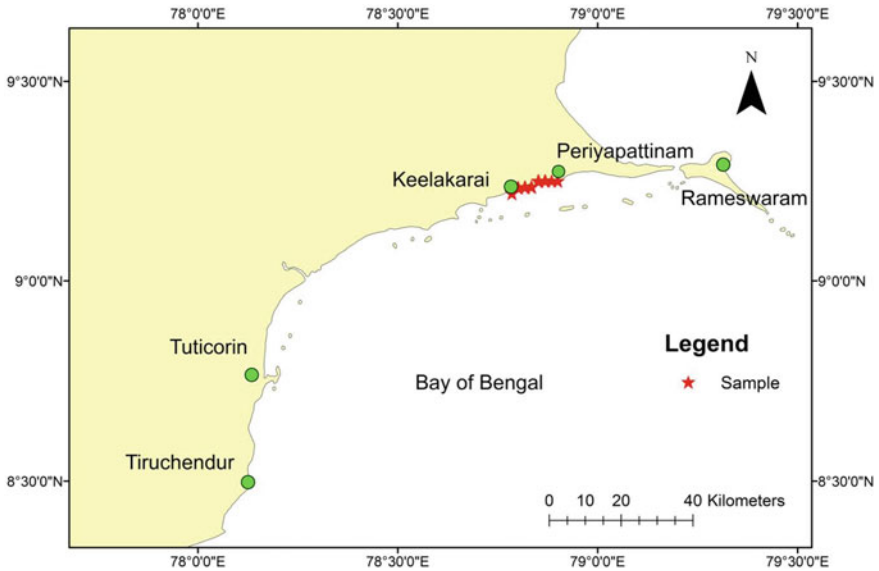 78°0'0"E 78°30'0"E 79°0'0"E 79°30'0"E
9°30'0"N 9°30'0"N
N
Periyapattinam
Keelakarai
Rameswaram
9°0'0"N 9°0'0"N
Tuticorin
Legend
Bay of Bengal
Sample
Tiruchendur
8°30'0"N 8°30'0"N
0 10 20 40 Kilometers
78°0'0"E 78°30'0"E 79°0'0"E 79°30'0"E